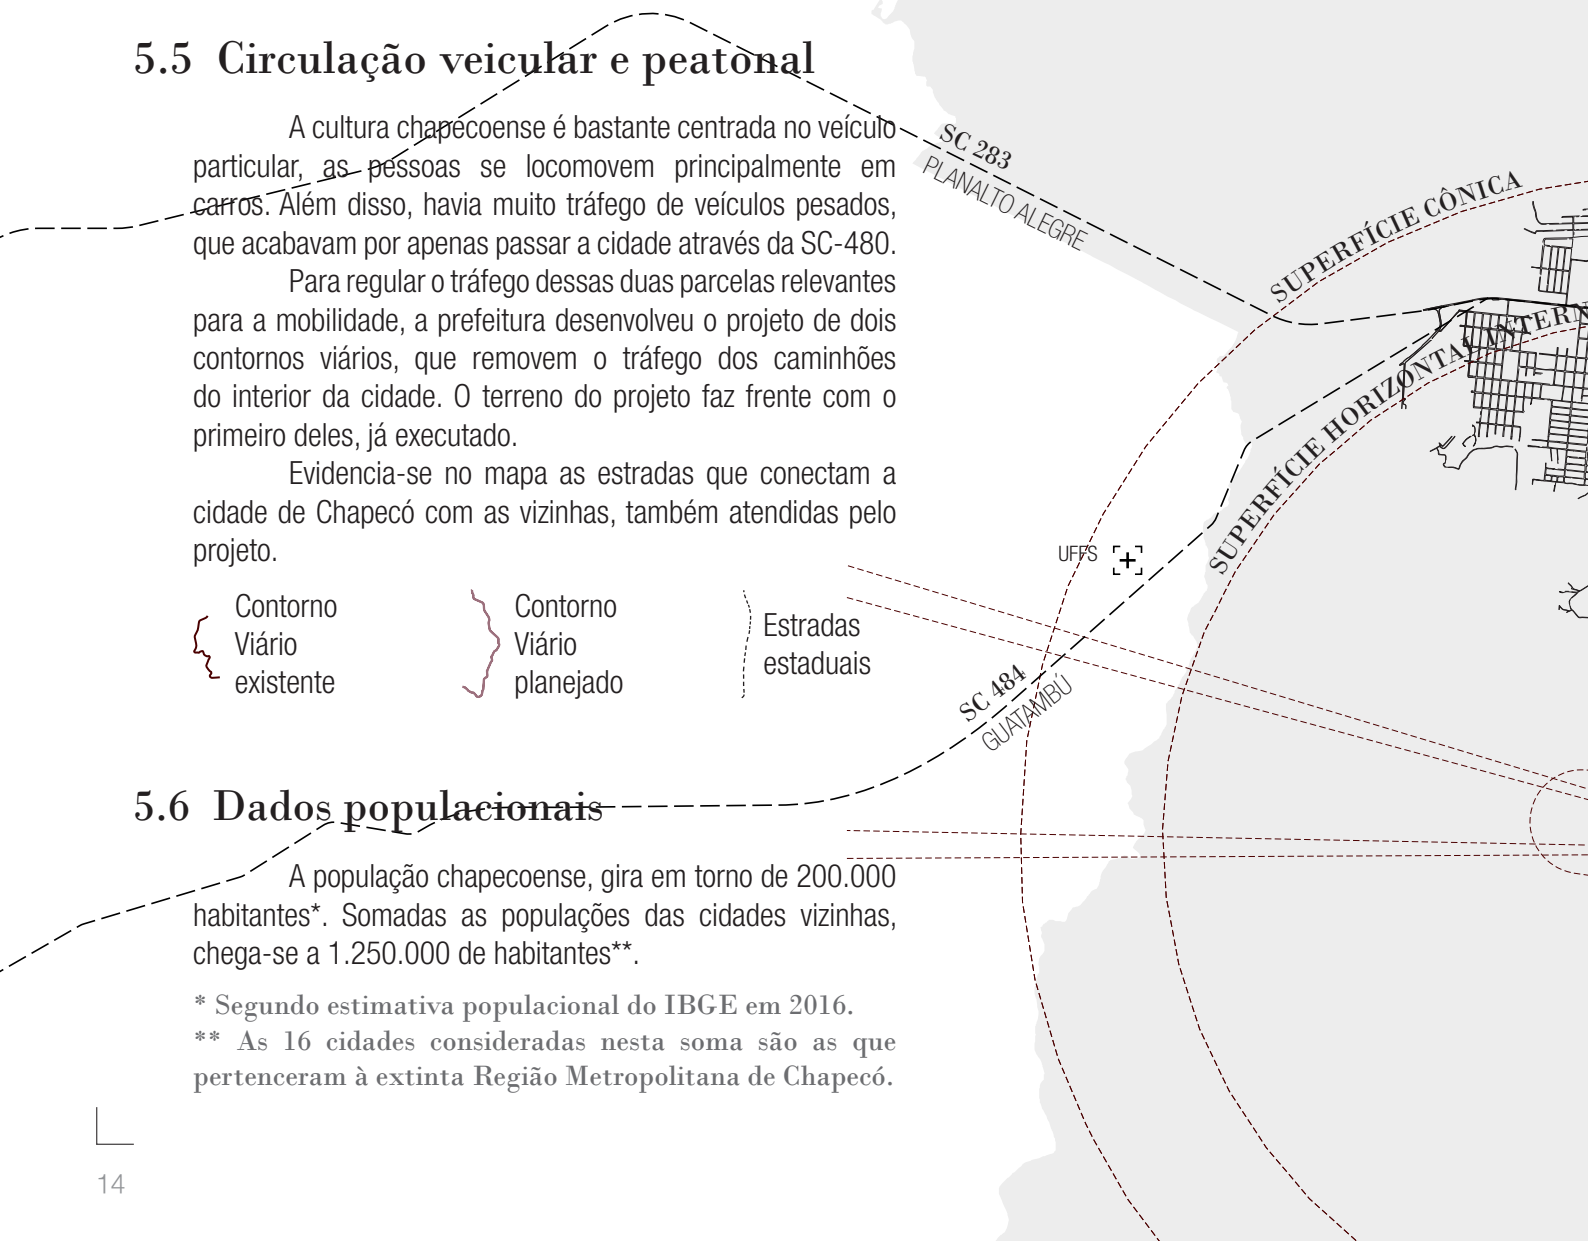 5.5 Circulação veicular e peatonal
A cultura chapecoense é bastante centrada no veículo
particular, as pessoas se locomovem principalmente em
carros. Além disso, havia muito tráfego de veículos pesados,
que acabavam por apenas passar a cidade através da SC-480.
Para regular o tráfego dessas duas parcelas relevantes
para a mobilidade, a prefeitura desenvolveu o projeto de dois
contornos viários, que removem o tráfego dos caminhões
do interior da cidade. O terreno do projeto faz frente com o
primeiro deles, já executado.
Evidencia-se no mapa as estradas que conectam a
cidade de Chapecó com as vizinhas, também atendidas pelo
projeto.
Contorno
Viário
existente
Contorno
Viário
planejado
Estradas
estaduais
5.6 Dados populacionais
A população chapecoense, gira em torno de 200.000
habitantes*. Somadas as populações das cidades vizinhas,
chega-se a 1.250.000 de habitantes**.
* Segundo estimativa populacional do IBGE em 2016.
** As 16 cidades consideradas nesta soma são as que
pertenceram à extinta Região Metropolitana de Chapecó.
14
SC 283
PLANALTO ALEGRE
SUPERFÍCIE CÔNICA
SUPERFÍCIE HORIZONTAL INTERN
UFFS
SC 484
GUATAMBÚ